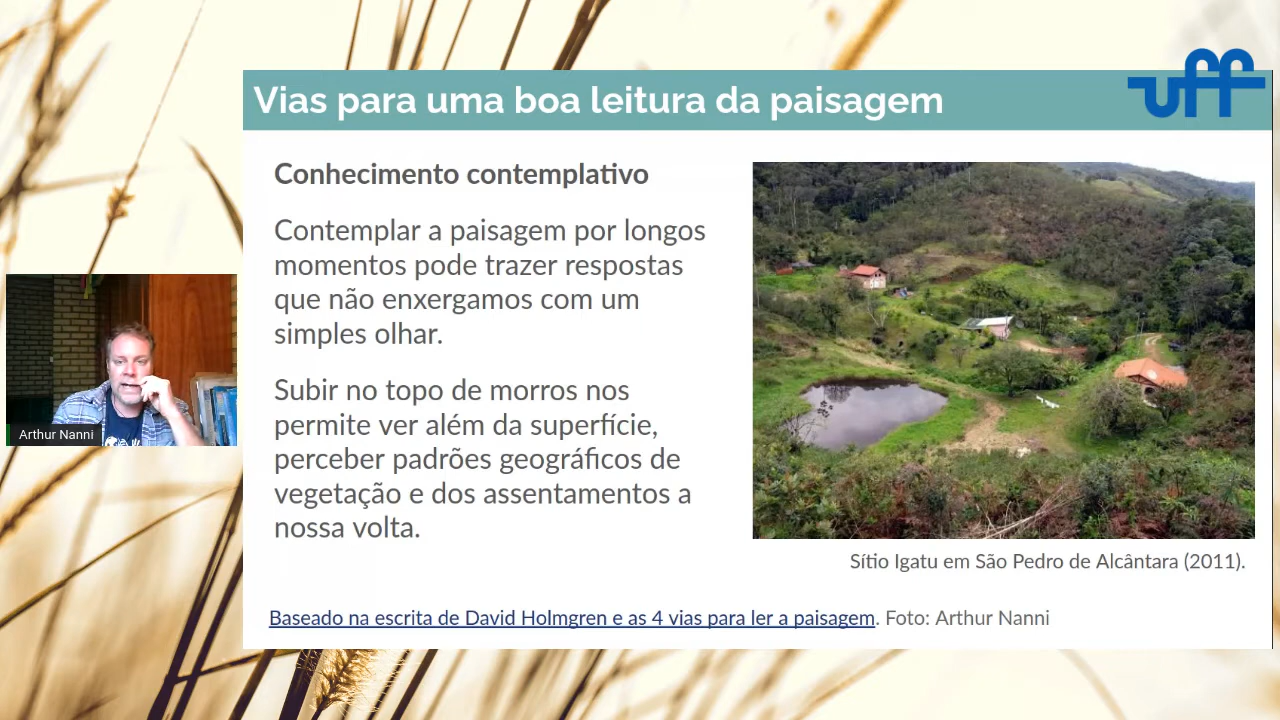 Vias para uma boa leitura da paisagem
uff
Conhecimento contemplativo
Contemplar a paisagem por longos
momentos pode trazer respostas
que não enxergamos com um
simples olhar.
Subir no topo de morros nos
permite ver além da superfície,
perceber padrões geográficos de
vegetação e dos assentamentos a
nossa volta.
Sítio Igatu em São Pedro de Alcântara (2011).
Baseado na escrita de David Holmgren e as 4 vias para ler a paisagem. Foto: Arthur Nanni
Arthur Nanni